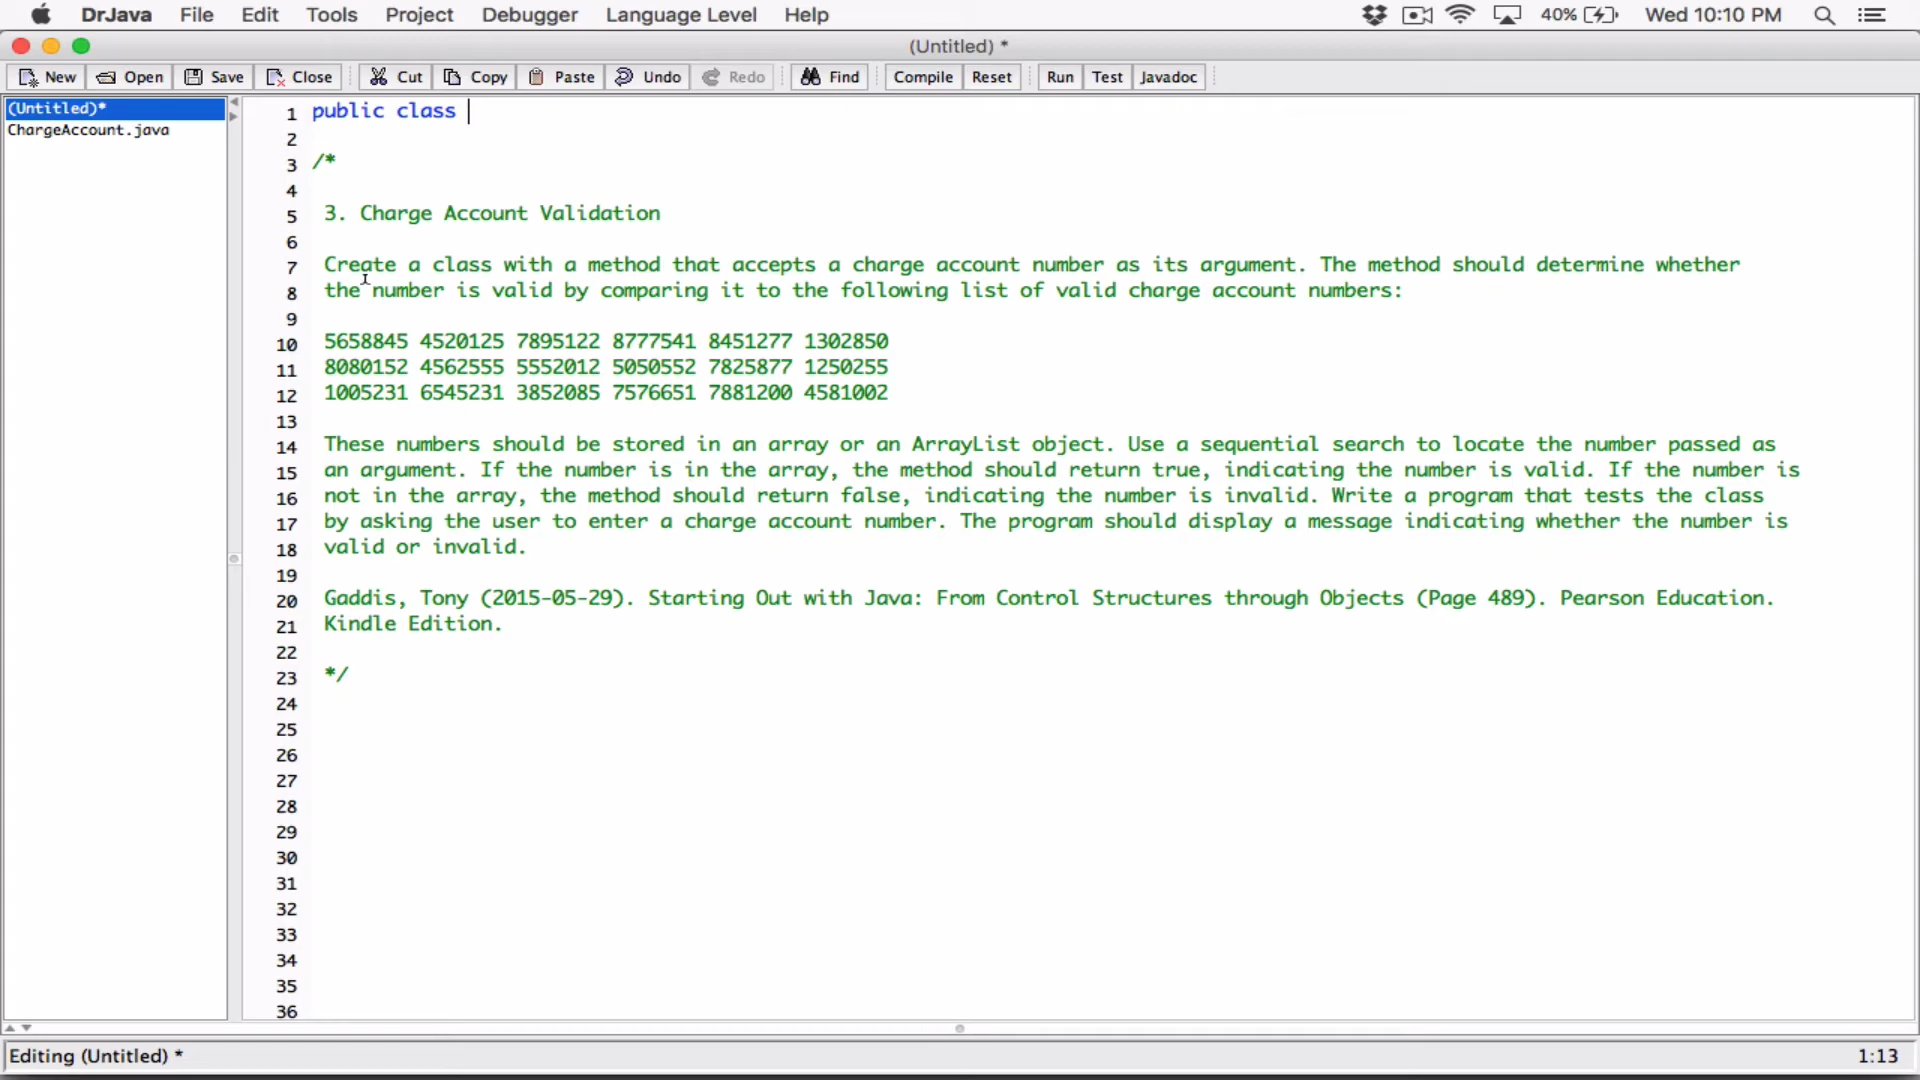 DrJava File Edit Tools Project Debugger Language Level Help 40% Wed 10:10 PM
(Untitled) *
New Open Save Close Cut Copy Paste Undo Redo Find Compile Reset Run Test Javadoc
(Untitled)*
ChargeAccount.java
1 public class
2
3 /*
4
5 3. Charge Account Validation
6
7 Create a class with a method that accepts a charge account number as its argument. The method should determine whether
8 the number is valid by comparing it to the following list of valid charge account numbers:
9
10 5658845 4520125 7895122 8777541 8451277 1302850
11 8080152 4562555 5552012 5050552 7825877 1250255
12 1005231 6545231 3852085 7576651 7881200 4581002
13
14 These numbers should be stored in an array or an ArrayList object. Use a sequential search to locate the number passed as
15 an argument. If the number is in the array, the method should return true, indicating the number is valid. If the number is
16 not in the array, the method should return false, indicating the number is invalid. Write a program that tests the class
17 by asking the user to enter a charge account number. The program should display a message indicating whether the number is
18 valid or invalid.
19
20 Gaddis, Tony (2015-05-29). Starting Out with Java: From Control Structures through Objects (Page 489). Pearson Education.
21 Kindle Edition.
22
23 */
24
25
26
27
28
29
30
31
32
33
34
35
36
Editing (Untitled) * 1:13